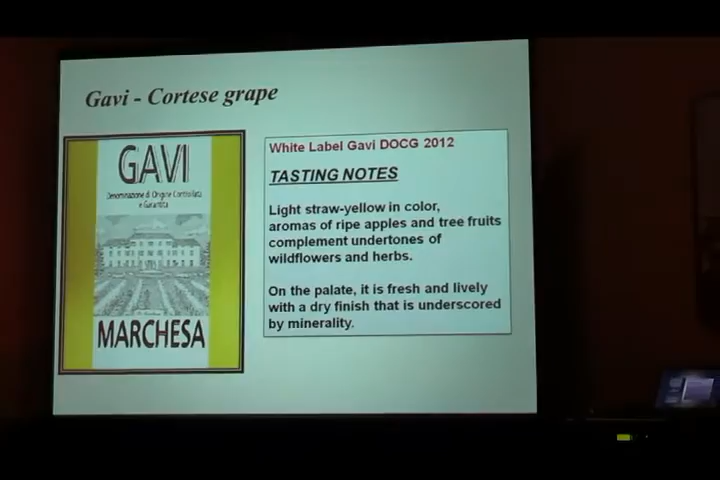 Gavi - Cortese grape
GAVI
Denominazione di Origine Controllata
e Garantita
MARCHESA
White Label Gavi DOCG 2012
TASTING NOTES
Light straw-yellow in color,
aromas of ripe apples and tree fruits
complement undertones of
wildflowers and herbs.
On the palate, it is fresh and lively
with a dry finish that is underscored
by minerality.